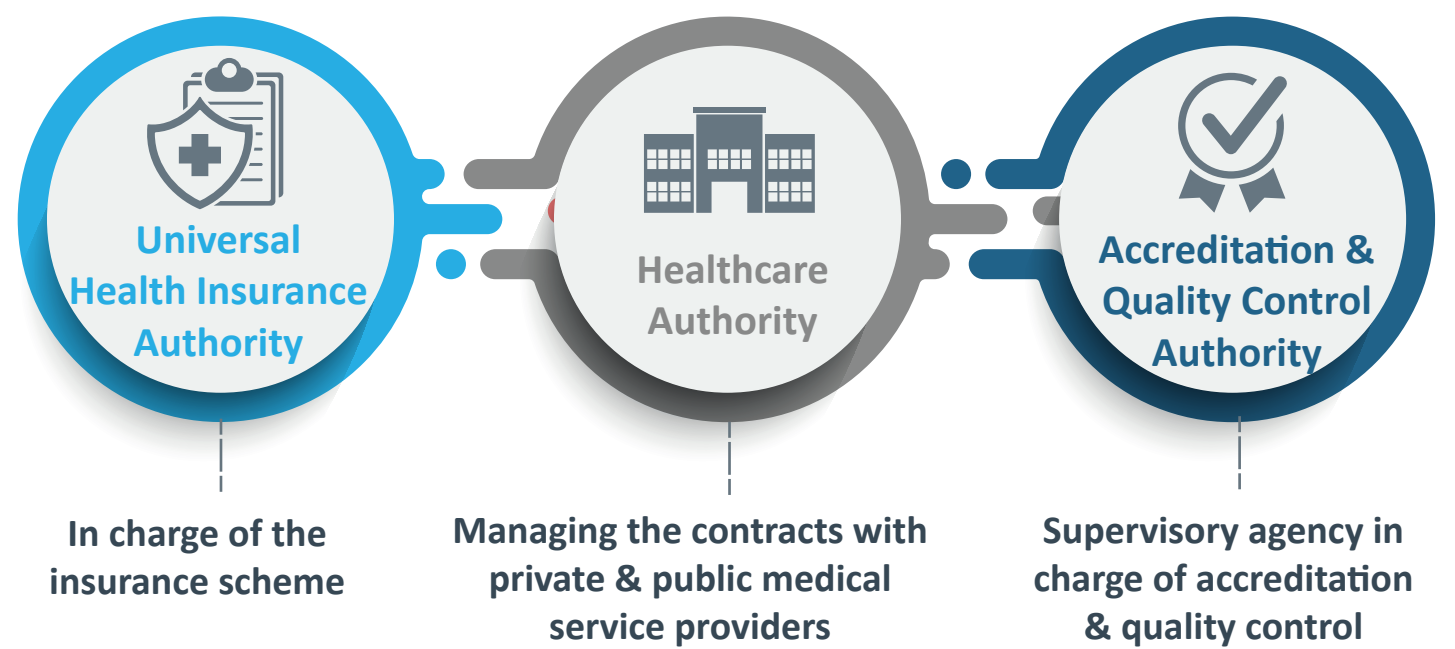 Universal
Health Insurance
Authority
In charge of the
insurance scheme
Healthcare
Authority
Managing the contracts with
private & public medical
service providers
Accreditation &
Quality Control
Authority
Supervisory agency in
charge of accreditation
& quality control